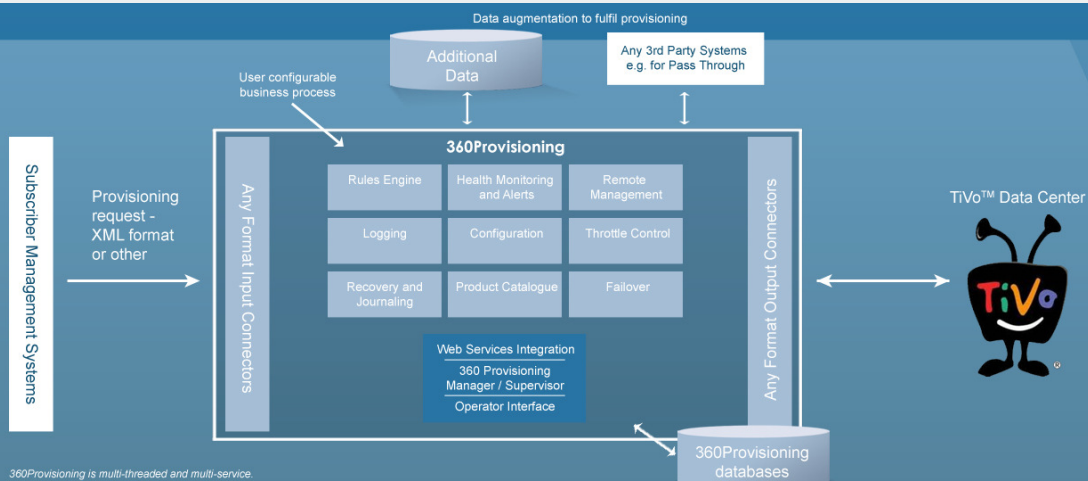 Data augmentation to fulfil provisioning
Additional
Data
Any 3rd Party Systems
e.g. for Pass Through
User configurable
business process
Subscriber Management Systems
Provisioning
request -
XML format
or other
Any Format Input Connectors
360Provisioning
Rules Engine
Health Monitoring
and Alerts
Remote
Management
Logging
Configuration
Throttle Control
Recovery and
Journaling
Product Catalogue
Failover
Web Services Integration
360 Provisioning
Manager / Supervisor
Operator Interface
Any Format Output Connectors
TiVo™ Data Center
TiVo
®
360Provisioning
databases
360Provisioning is multi-threaded and multi-service.